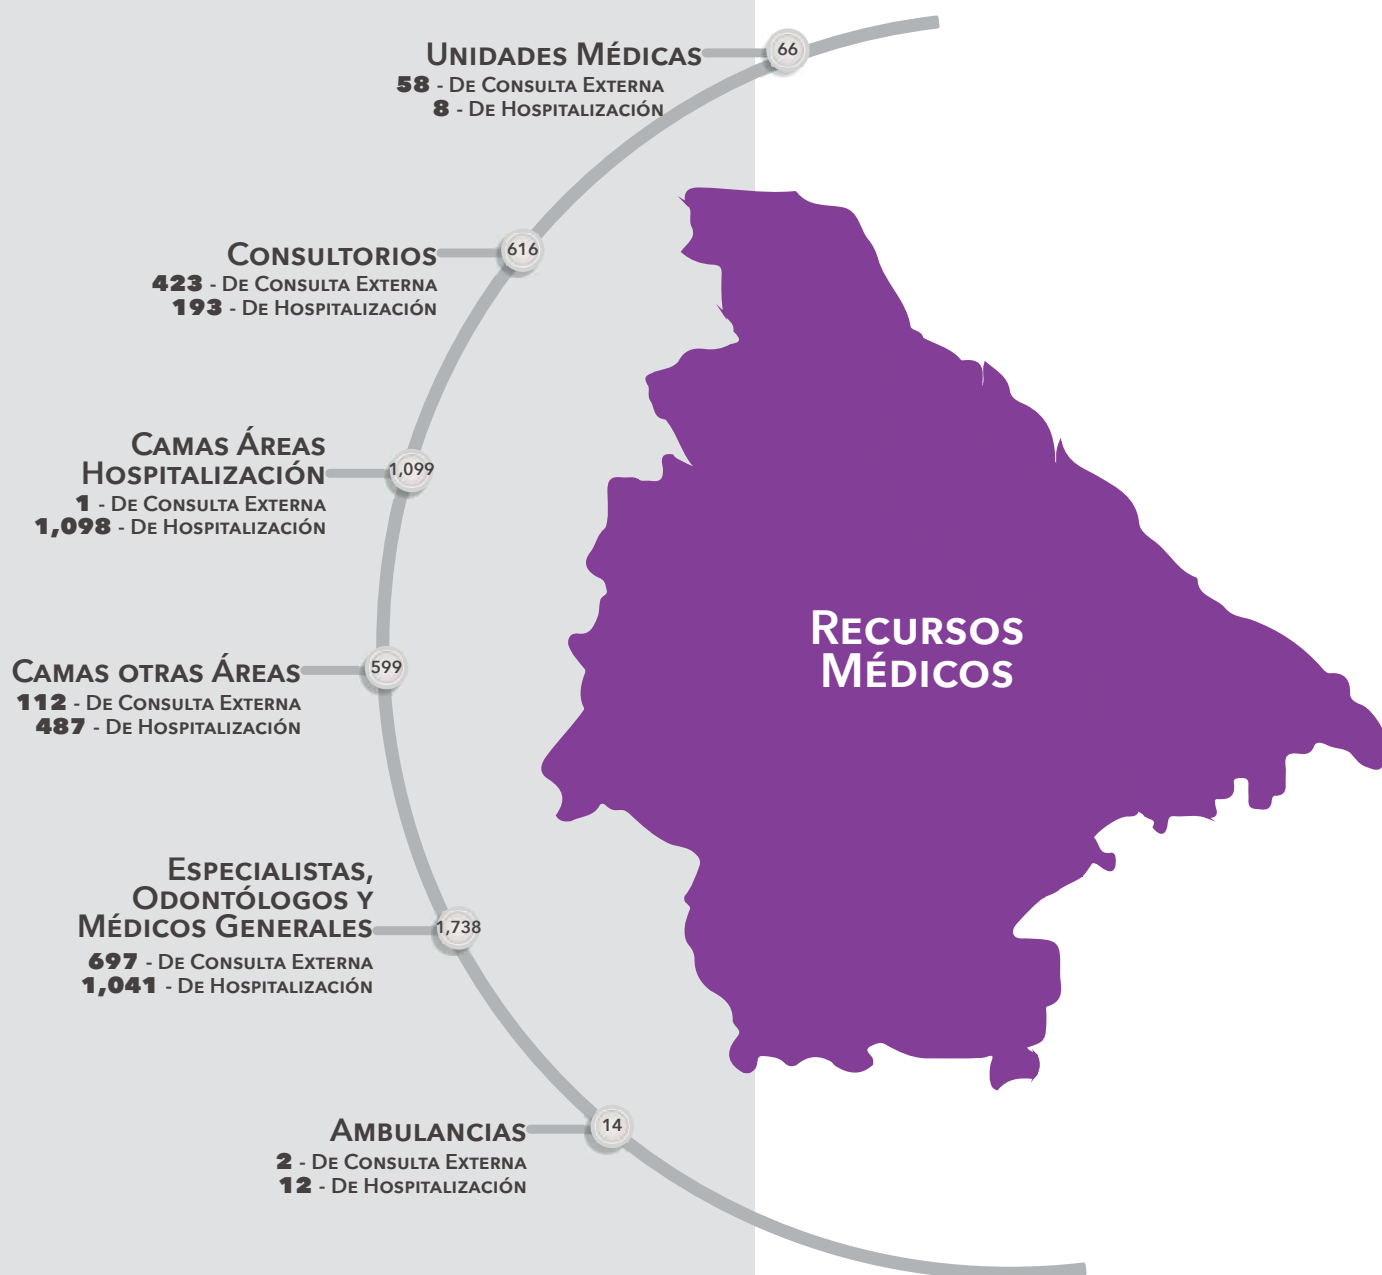 Unidades Médicas
66
58 - De Consulta Externa
8 - De Hospitalización
Consultorios
616
423 - De Consulta Externa
193 - De Hospitalización
Camas Áreas
Hospitalización
1,099
1 - De Consulta Externa
1,098 - De Hospitalización
Camas otras Áreas
599
112 - De Consulta Externa
487 - De Hospitalización
Recursos
Médicos
Especialistas,
Odontólogos y
Médicos Generales
1,738
697 - De Consulta Externa
1,041 - De Hospitalización
Ambulancias
14
2 - De Consulta Externa
12 - De Hospitalización